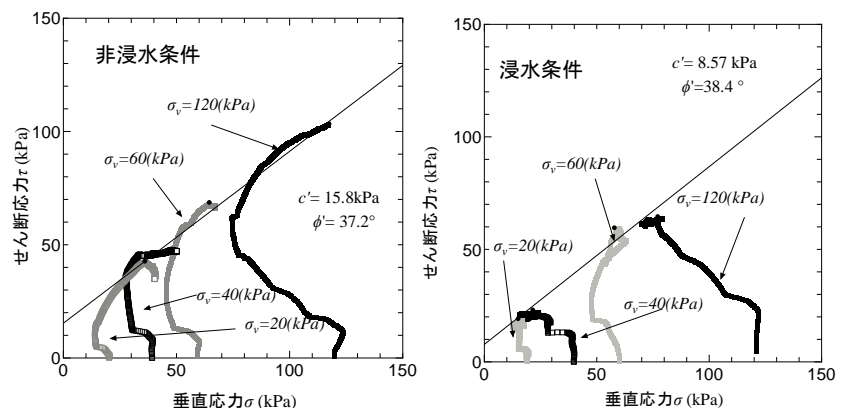 非浸水条件
σv=120(kPa)
σv=60(kPa)
c'= 15.8kPa
ϕ'= 37.2°
σv=40(kPa)
σv=20(kPa)
せん断応力τ (kPa)
150
100
50
0
0 50 100 150
垂直応力σ (kPa)
浸水条件
c'= 8.57 kPa
ϕ'=38.4 °
σv=60(kPa)
σv=120(kPa)
σv=20(kPa)
σv=40(kPa)
せん断応力τ (kPa)
150
100
50
0
0 50 100 150
垂直応力σ (kPa)